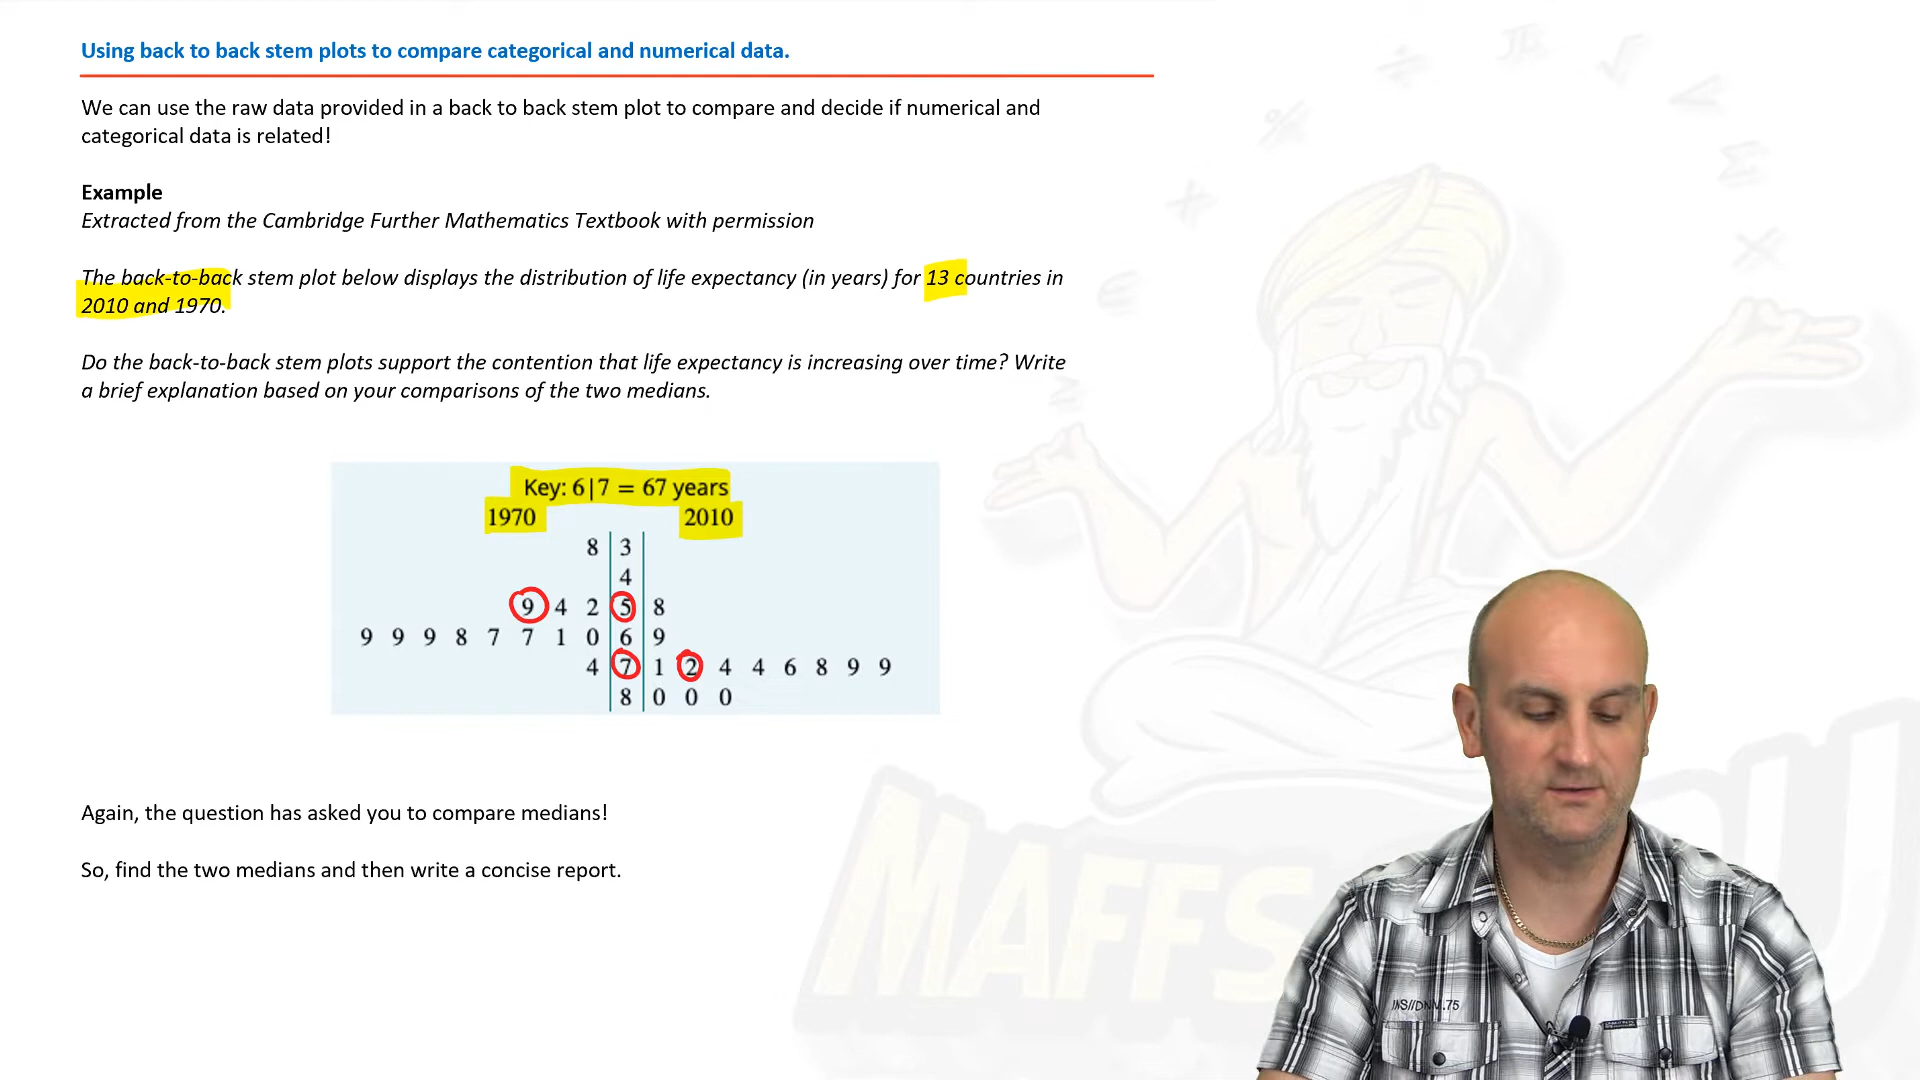 Using back to back stem plots to compare categorical and numerical data.
We can use the raw data provided in a back to back stem plot to compare and decide if numerical and
categorical data is related!
Example
Extracted from the Cambridge Further Mathematics Textbook with permission
The back-to-back stem plot below displays the distribution of life expectancy (in years) for 13 countries in
2010 and 1970.
Do the back-to-back stem plots support the contention that life expectancy is increasing over time? Write
a brief explanation based on your comparisons of the two medians.
Key: 6|7 = 67 years
1970 2010
8 3
4
9 4 2 5 8
9 9 9 8 7 7 1 0 6 9
4 7 1 2 4 4 6 8 9 9
8 0 0 0
Again, the question has asked you to compare medians!
So, find the two medians and then write a concise report.
MAFFS